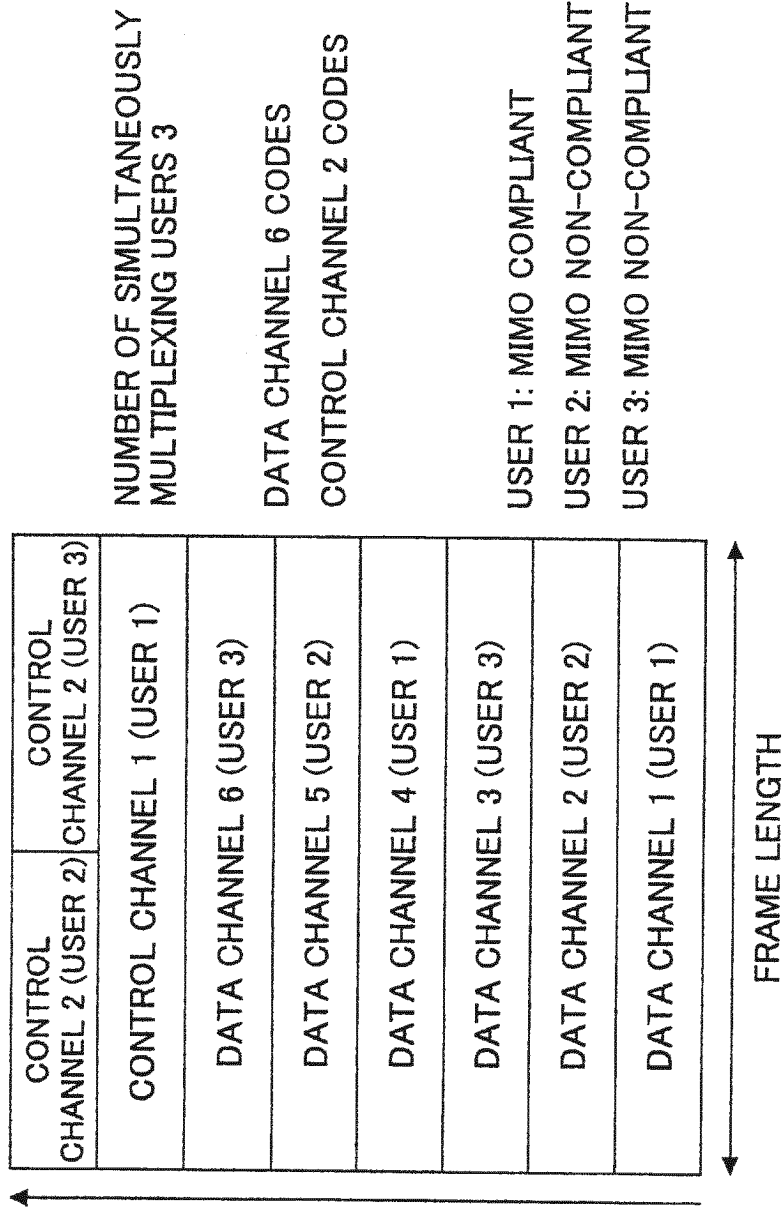 CONTROL
CHANNEL 2 (USER 2)
CONTROL
CHANNEL 2 (USER 3)
CONTROL CHANNEL 1 (USER 1)
DATA CHANNEL 6 (USER 3)
DATA CHANNEL 5 (USER 2)
DATA CHANNEL 4 (USER 1)
DATA CHANNEL 3 (USER 3)
DATA CHANNEL 2 (USER 2)
DATA CHANNEL 1 (USER 1)
FRAME LENGTH
NUMBER OF SIMULTANEOUSLY
MULTIPLEXING USERS 3
DATA CHANNEL 6 CODES
CONTROL CHANNEL 2 CODES
USER 1: MIMO COMPLIANT
USER 2: MIMO NON-COMPLIANT
USER 3: MIMO NON-COMPLIANT